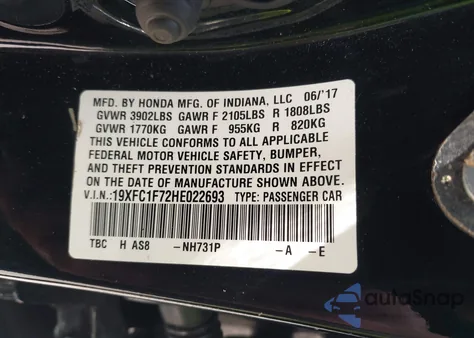 MFD. BY HONDA MFG. OF INDIANA, LLC 06/'17
GVWR 3902LBS GAWR F 2105LBS R 1808LBS
GVWR 1770KG GAWR F 955KG R 820KG
THIS VEHICLE CONFORMS TO ALL APPLICABLE
FEDERAL MOTOR VEHICLE SAFETY, BUMPER,
AND THEFT PREVENTION STANDARDS IN EFFECT
ON THE DATE OF MANUFACTURE SHOWN ABOVE.
V.I.N.:19XFC1F72HE022693 TYPE: PASSENGER CAR
TBC H AS8 -NH731P -A -E
autoSnap